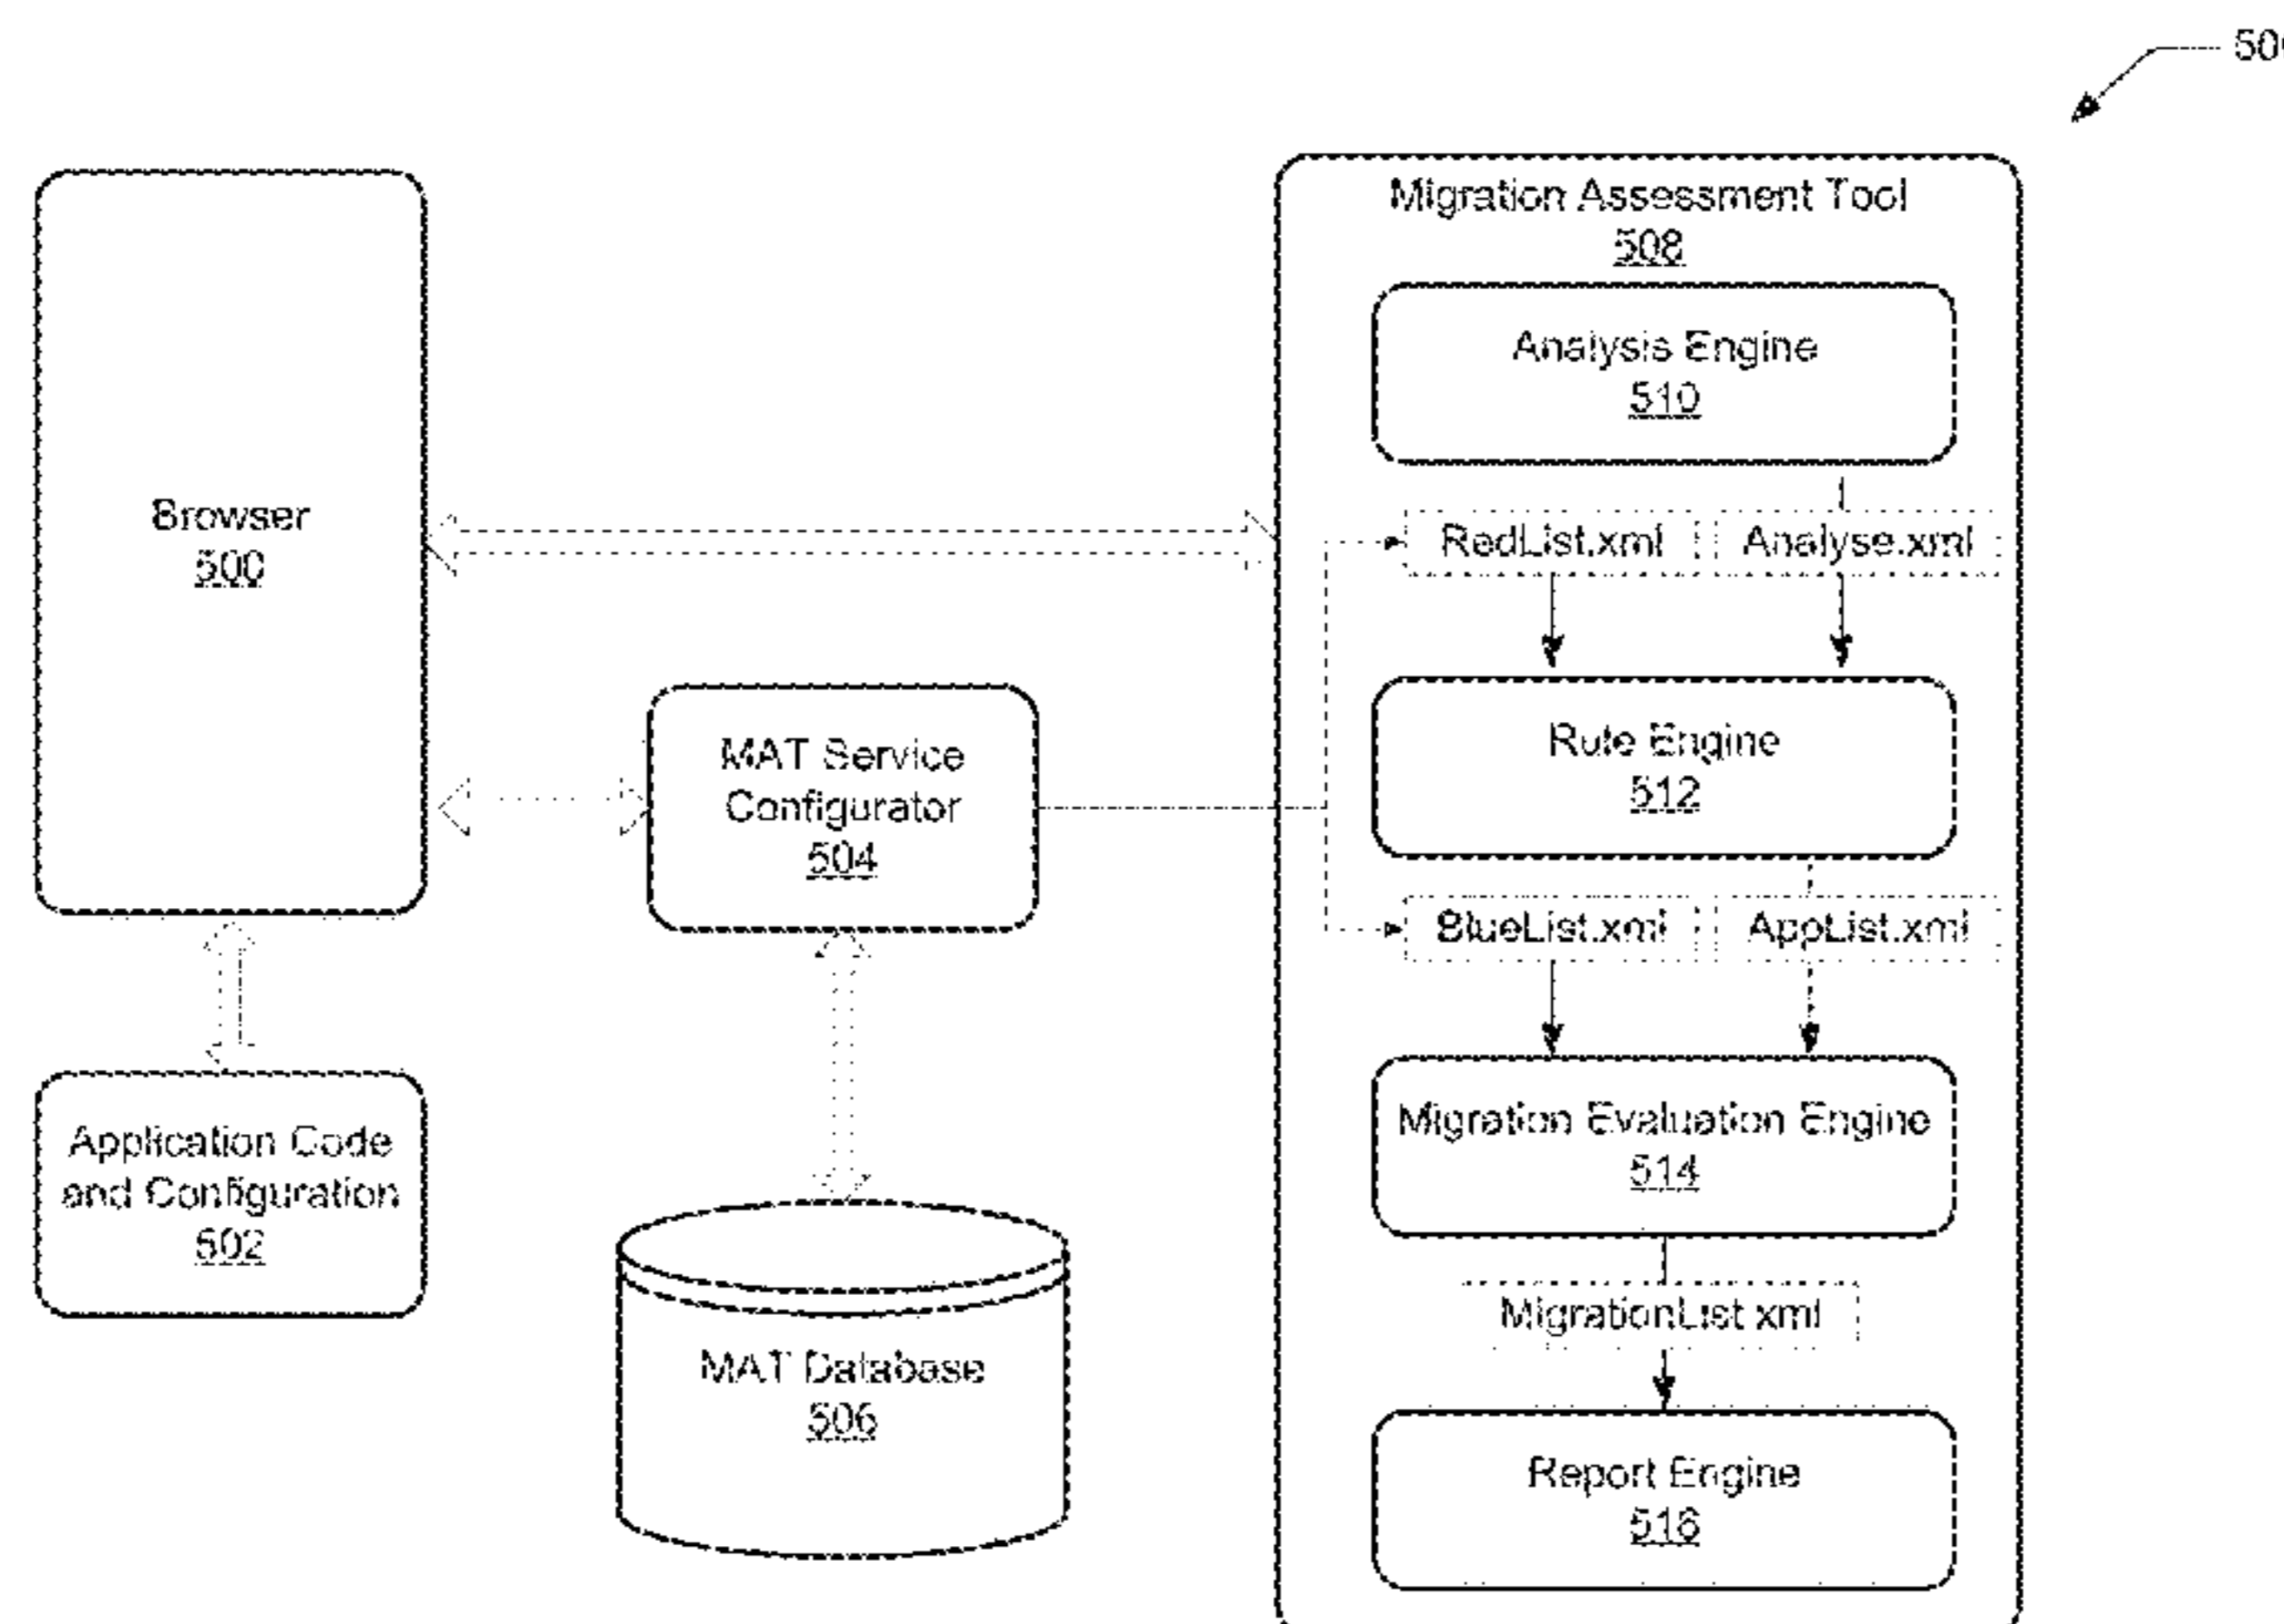 Migration Assessment Tool
508
Analysis Engine
510
Browser
500
RedList.xml
Analyse.xml
MAT Service
Configurator
504
Rule Engine
512
BlueList.xml
AppList.xml
Application Code
and Configuration
502
Migration Evaluation Engine
514
MigrationList.xml
MAT Database
506
Report Engine
516